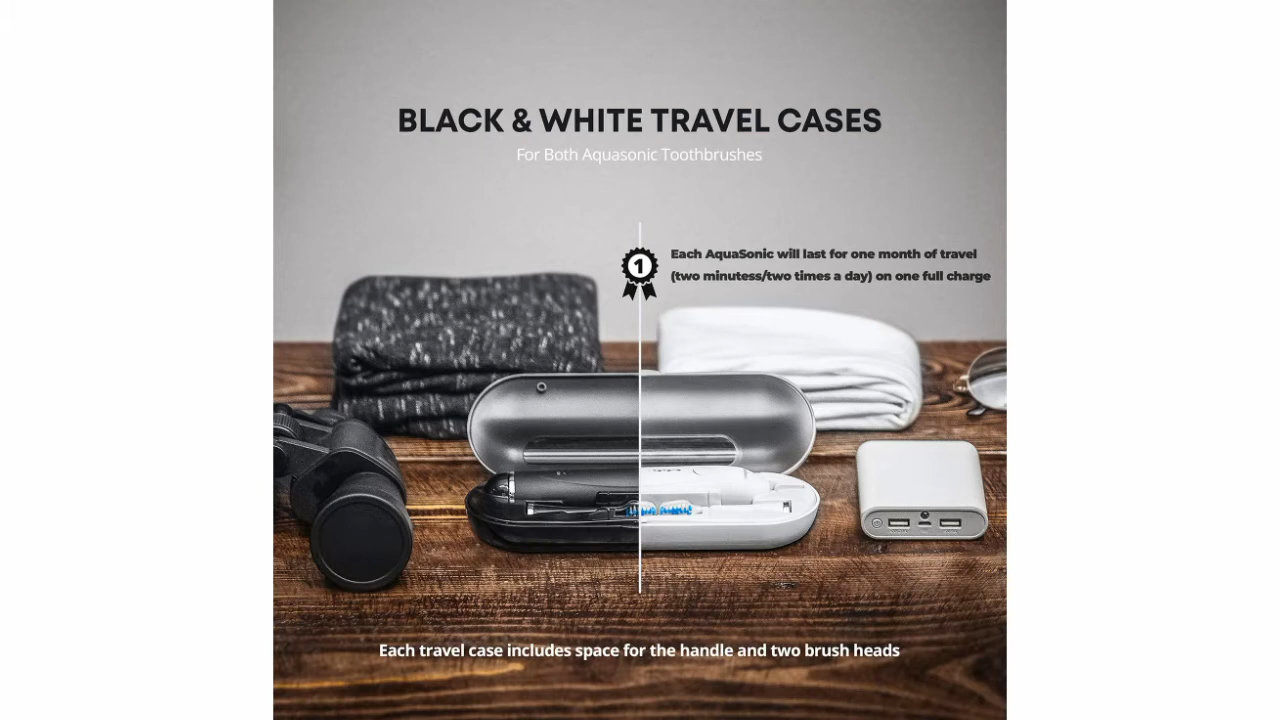 BLACK & WHITE TRAVEL CASES
For Both Aquasonic Toothbrushes
1
Each AquaSonic will last for one month of travel
(two minutess/two times a day) on one full charge
Each travel case includes space for the handle and two brush heads